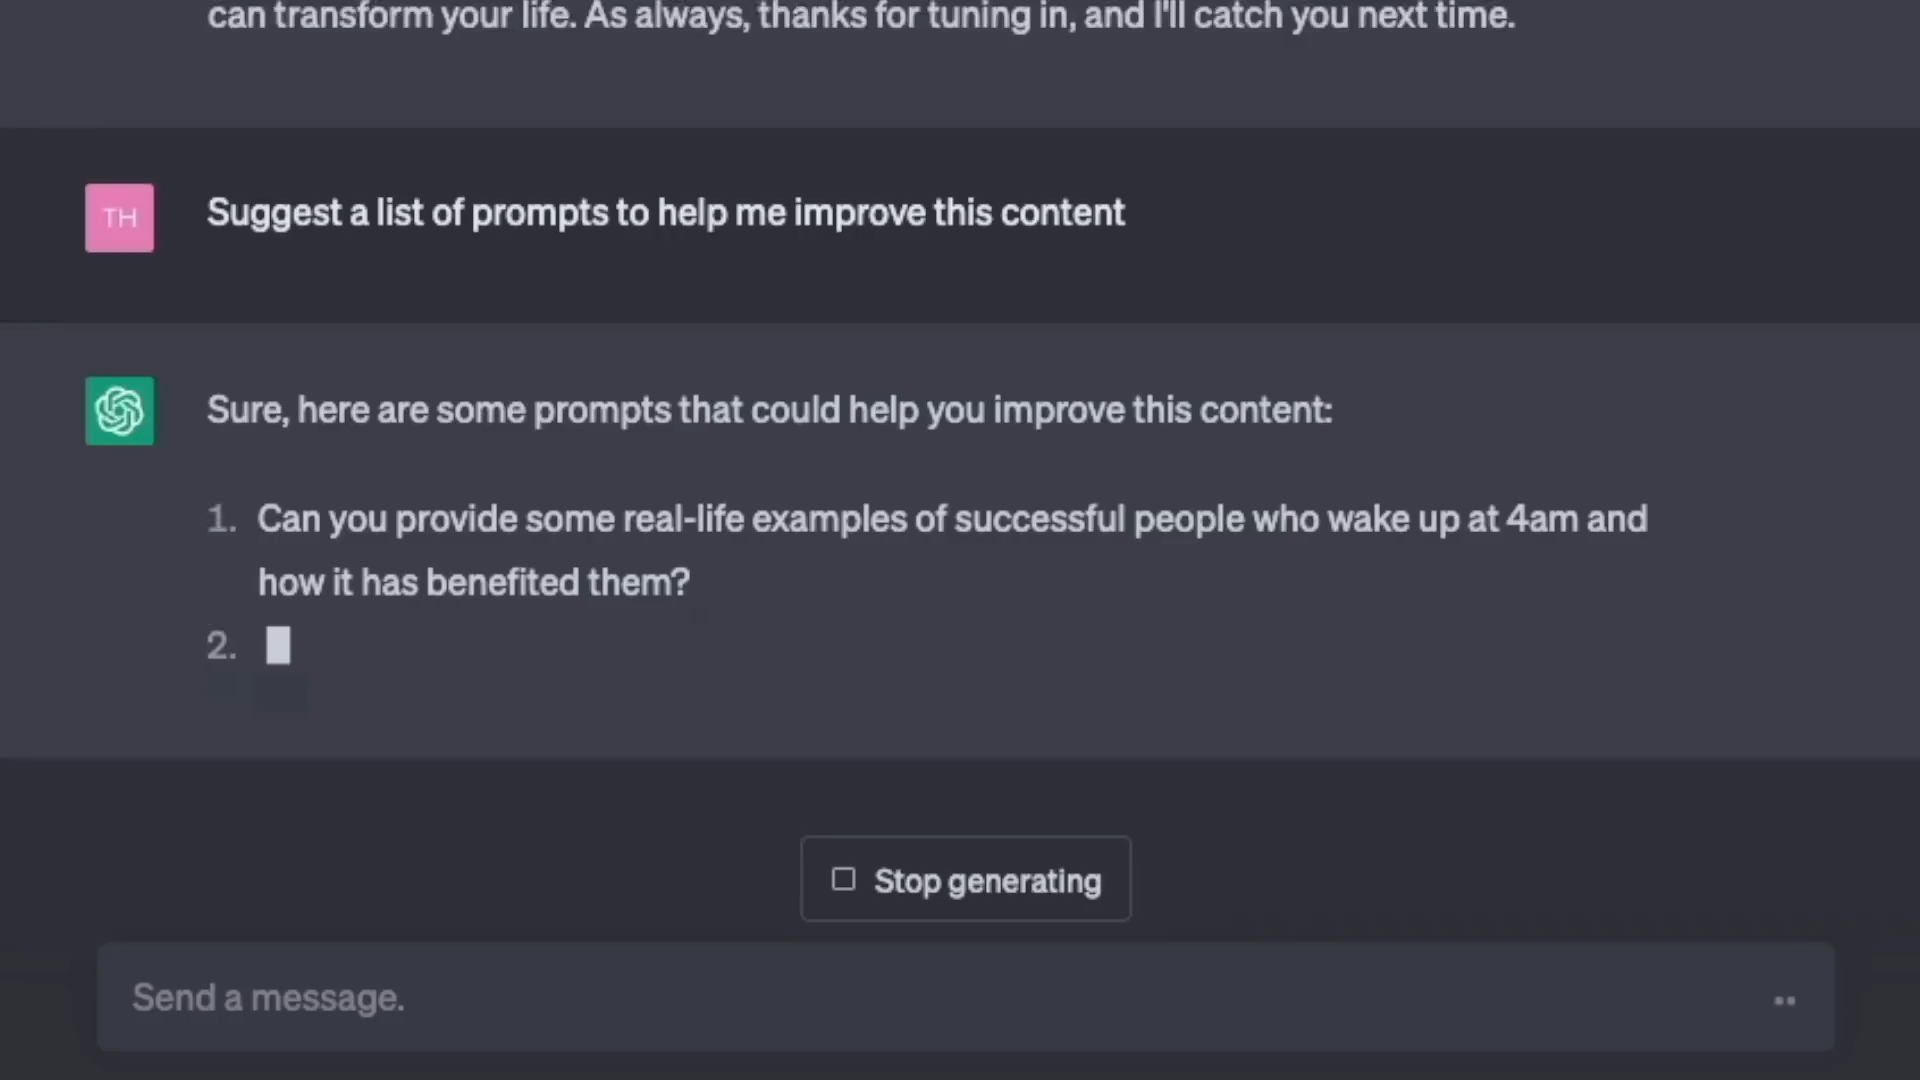 can transform your life. As always, thanks for tuning in, and I'll catch you next time.
TH
Suggest a list of prompts to help me improve this content
Sure, here are some prompts that could help you improve this content:
1. Can you provide some real-life examples of successful people who wake up at 4am and
how it has benefited them?
2.
Stop generating
Send a message.